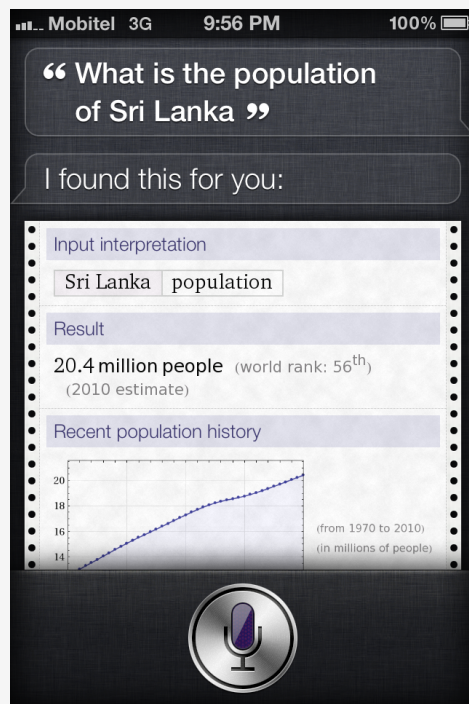 Mobitel 3G 9:56 PM 100%
“ What is the population
of Sri Lanka ”
I found this for you:
Input interpretation
Sri Lanka population
Result
20.4 million people (world rank: 56th)
(2010 estimate)
Recent population history
20
18
16
14
(from 1970 to 2010)
(in millions of people)